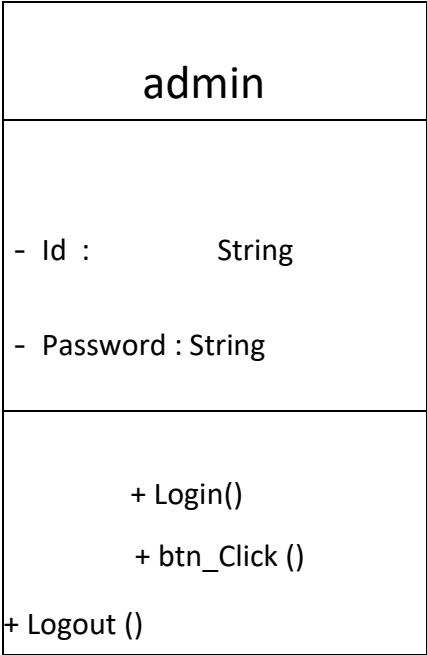 admin
- Id : String
- Password : String
+ Login()
+ btn_Click ()
+ Logout ()